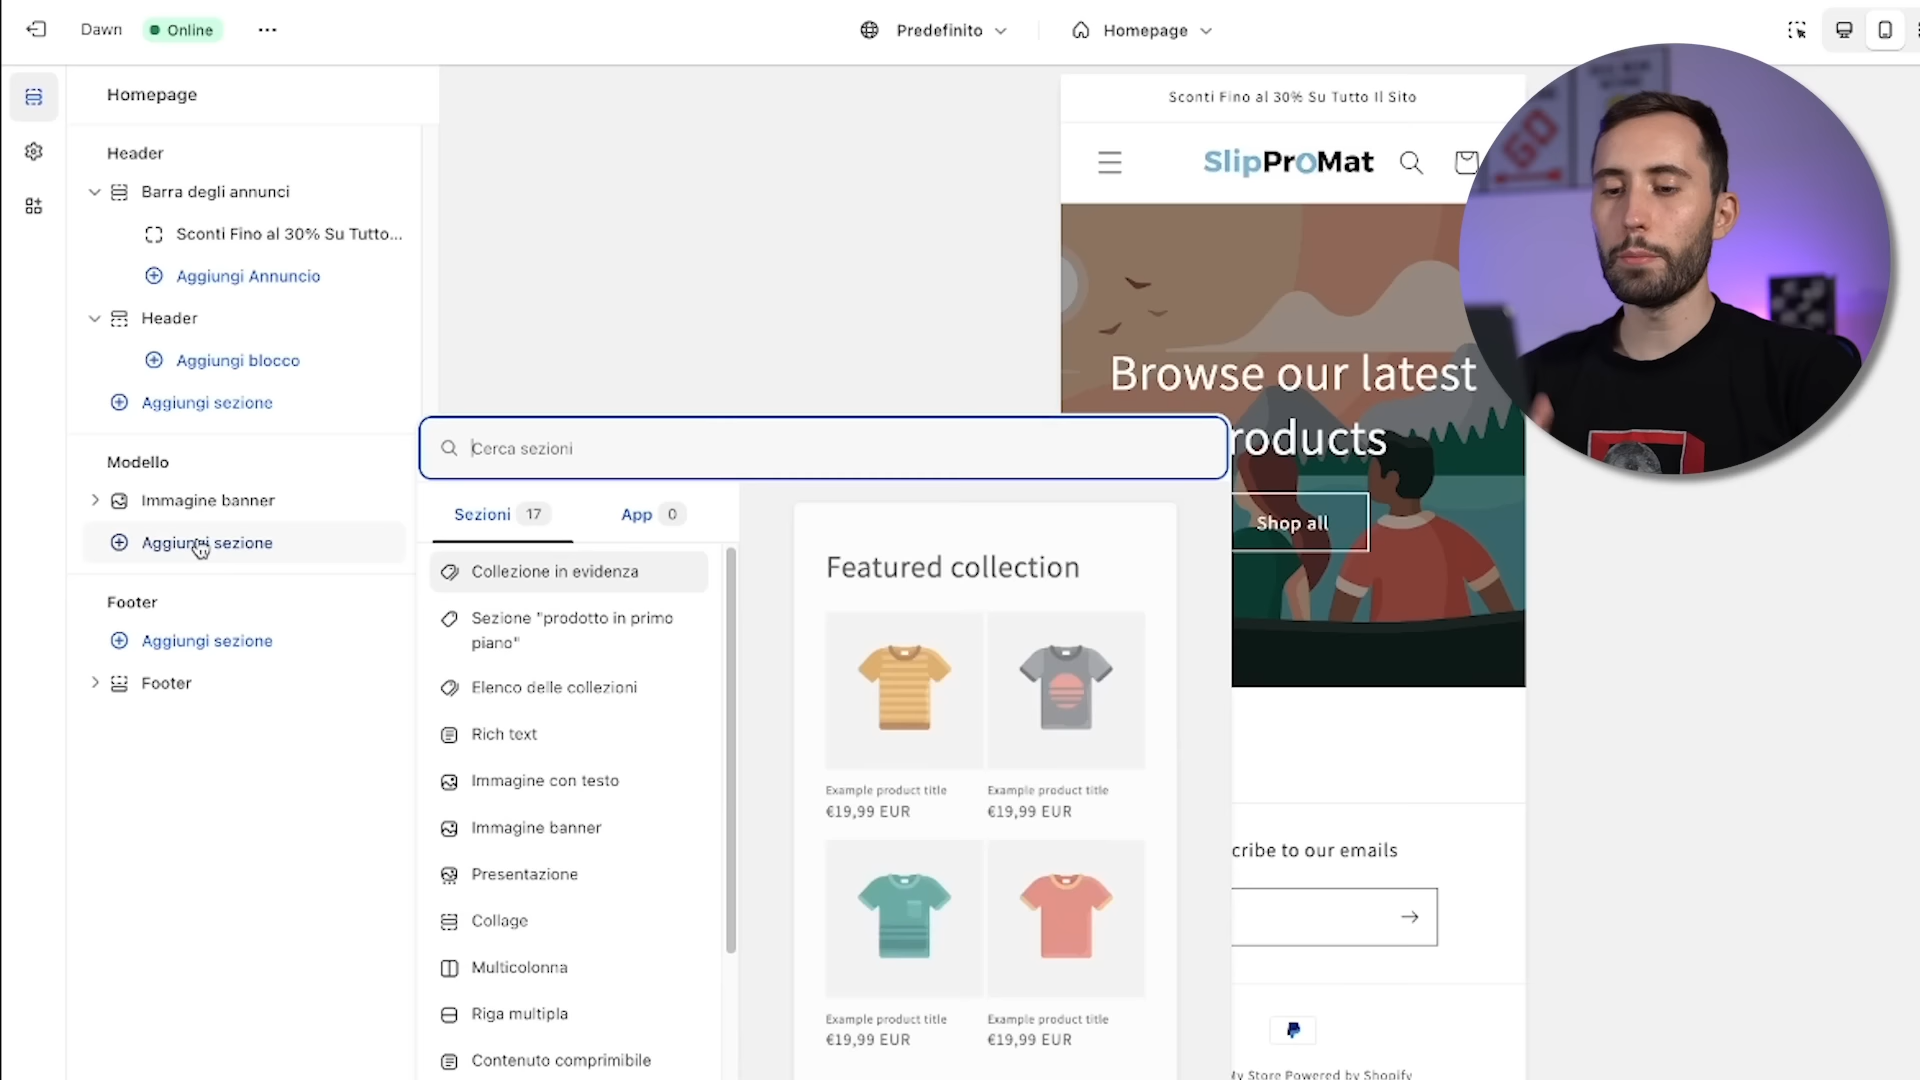 Dawn
Online
Predefinito
Homepage
Homepage
Header
Barra degli annunci
Sconti Fino al 30% Su Tutto...
Aggiungi Annuncio
Header
Aggiungi blocco
Aggiungi sezione
Modello
Immagine banner
Aggiungi sezione
Footer
Aggiungi sezione
Footer
Cerca sezioni
Sezioni 17
App 0
Collezione in evidenza
Sezione "prodotto in primo
piano"
Elenco delle collezioni
Rich text
Immagine con testo
Immagine banner
Presentazione
Collage
Multicolonna
Riga multipla
Contenuto comprimibile
Featured collection
Example product title
€19,99 EUR
Example product title
€19,99 EUR
Example product title
€19,99 EUR
Example product title
€19,99 EUR
Sconti Fino al 30% Su Tutto Il Sito
SlipProMat
Browse our latest
roducts
Shop all
cribe to our emails
My Store Powered by Shopify
GO